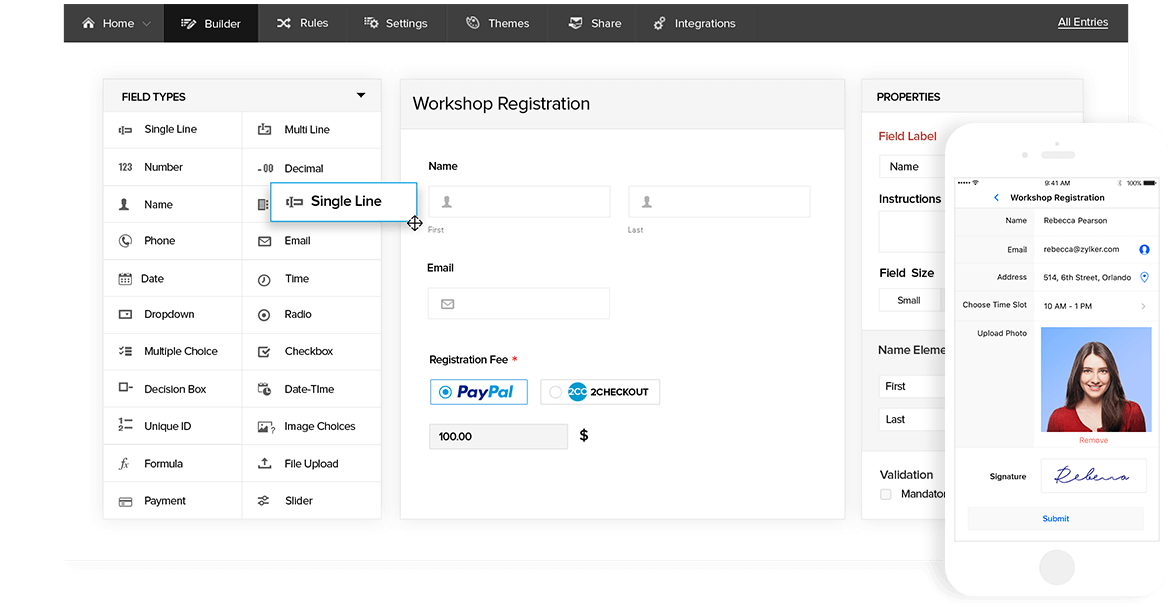 Home Builder Rules Settings Themes Share Integrations All Entries
FIELD TYPES
Single Line Multi Line
123 Number .00 Decimal
Name
Single Line
Phone Email
Date Time
Dropdown Radio
Multiple Choice Checkbox
Decision Box Date-TIme
Unique ID Image Choices
fx Formula File Upload
Payment Slider
Workshop Registration
Name
First Last
Email
Registration Fee *
PayPal 2CO 2CHECKOUT
100.00 $
PROPERTIES
Field Label
Name
Instructions
Field Size
Small
Name Eleme
First
Last
Validation
Mandator
9:41 AM 100%
Workshop Registration
Name Rebecca Pearson
Email rebecca@zylker.com
Address 514, 6th Street, Orlando
Choose Time Slot 10 AM - 1 PM
Upload Photo
Remove
Signature Rebecca
Submit